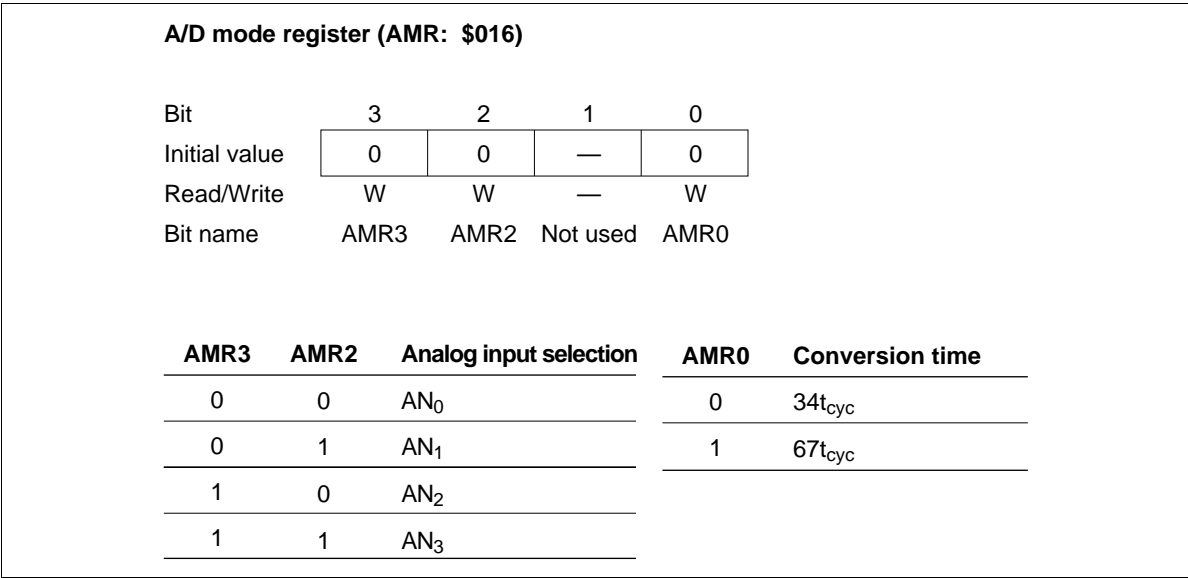 A/D mode register (AMR: $016)
Bit 3 2 1 0
Initial value 0 0 — 0
Read/Write W W — W
Bit name AMR3 AMR2 Not used AMR0
AMR3 AMR2 Analog input selection AMR0 Conversion time
0 0 AN0 0 34tcyc
0 1 AN1 1 67tcyc
1 0 AN2
1 1 AN3